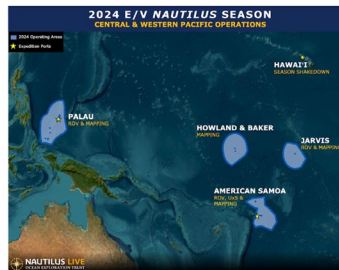 2024 E/V NAUTILUS SEASON
CENTRAL & WESTERN PACIFIC OPERATIONS
2024 Operating Areas
Expedition Ports
HAWAI'I
SEASON SHAKEDOWN
PALAU
ROV & MAPPING
HOWLAND & BAKER
MAPPING
JARVIS
ROV & MAPPING
AMERICAN SAMOA
ROV, UxS &
MAPPING
NAUTILUS LIVE
OCEAN EXPLORATION TRUST